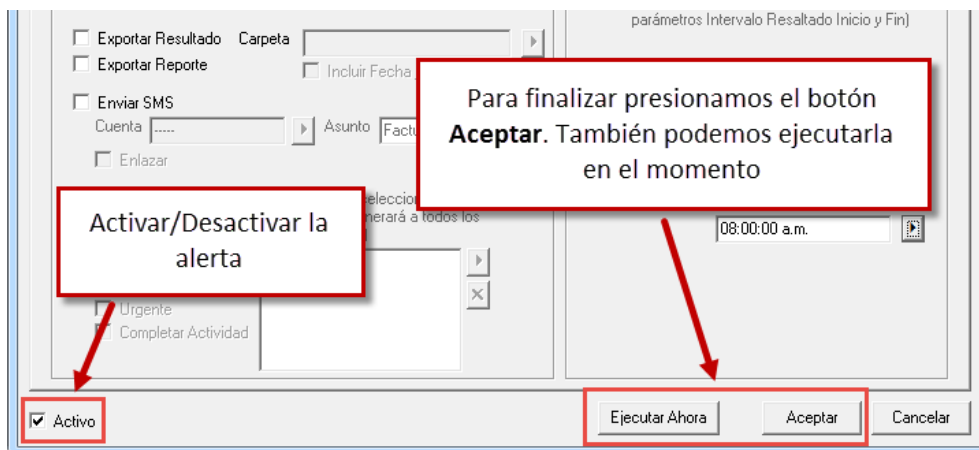 parámetros Intervalo Resaltado Inicio y Fin)
Exportar Resultado Carpeta
Exportar Reporte
Incluir Fecha
Enviar SMS
Cuenta ..... Asunto
Enlazar
Para finalizar presionamos el botón
Aceptar. También podemos ejecutarla
en el momento
Activar/Desactivar la
alerta
a todos los
08:00:00 a.m.
Urgente
Completar Actividad
Activo
Ejecutar Ahora
Aceptar
Cancelar